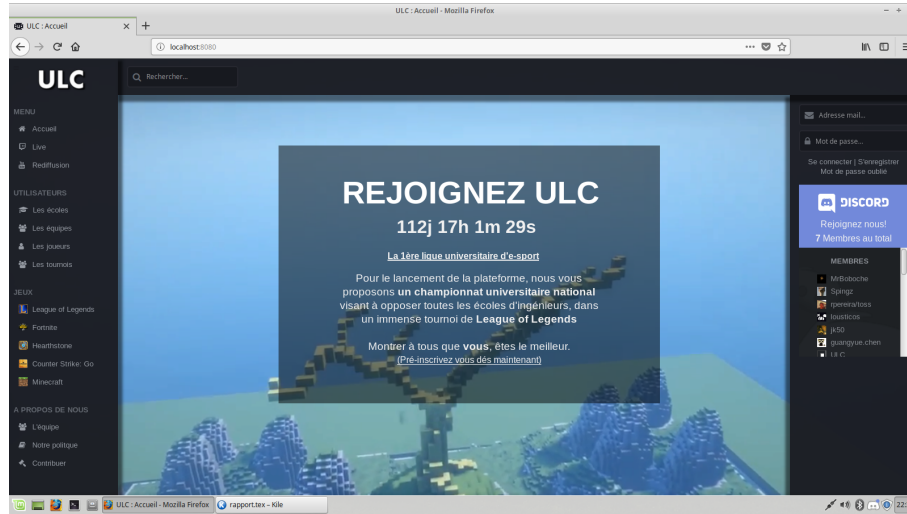 ULC : Accueil - Mozilla Firefox
ULC : Accueil
localhost:8080
ULC
Rechercher...
MENU
Accueil
Live
Rediffusion
UTILISATEURS
Les écoles
Les équipes
Les joueurs
Les tournois
JEUX
League of Legends
Fortnite
Hearthstone
Counter Strike: Go
Minecraft
A PROPOS DE NOUS
L'équipe
Notre politque
Contribuer
REJOIGNEZ ULC
112j 17h 1m 29s
La 1ère ligue universitaire d'e-sport
Pour le lancement de la plateforme, nous vous
proposons un championnat universitaire national
visant à opposer toutes les écoles d'ingénieurs, dans
un immense tournoi de League of Legends
Montrer à tous que vous, êtes le meilleur.
(Pré-inscrivez vous dés maintenant)
Adresse mail...
Mot de passe...
Se connecter | S'enregistrer
Mot de passe oublié
DISCORD
Rejoignez nous!
7 Membres au total
MEMBRES
MrBoboche
Spingz
rpereira/toss
lousticos
jk50
guangyue.chen
ULC
ULC : Accueil - Mozilla Firefox
rapport.tex – Kile
22: